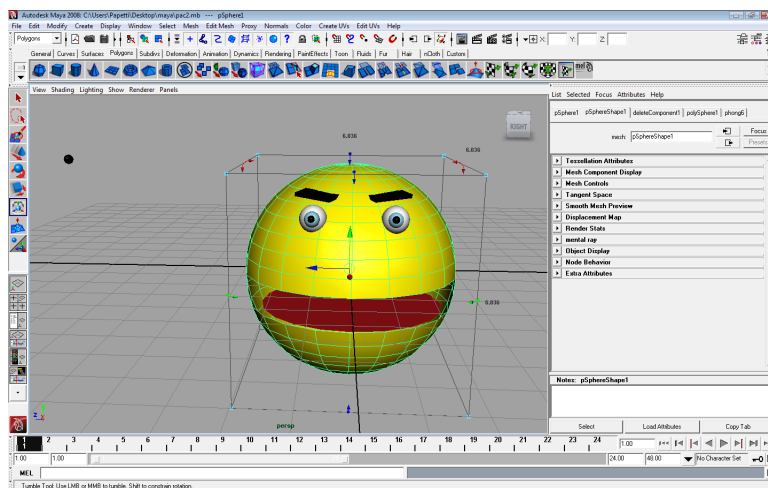 Autodesk Maya 2008: C:\Users\Papetti\Desktop\maya\pac2.mb --- pSphere1
File Edit Modify Create Display Window Select Mesh Edit Mesh Proxy Normals Color Create UVs Edit UVs Help
Polygons X: Y: Z:
General Curves Surfaces Polygons Subdivs Deformation Animation Dynamics Rendering PaintEffects Toon Fluids Fur Hair nCloth Custom
mel
View Shading Lighting Show Renderer Panels
List Selected Focus Attributes Help
pSphere1 pSphereShape1 deleteComponent1 polySphere1 phong6
RIGHT
mesh: pSphereShape1 Focus
Presets
6.036
6.036
Tessellation Attributes
Mesh Component Display
Mesh Controls
Tangent Space
Smooth Mesh Preview
Displacement Map
Render Stats
mental ray
Object Display
Node Behavior
Extra Attributes
6.036
Notes: pSphereShape1
persp
Select Load Attributes Copy Tab
1 2 3 4 5 6 7 8 9 10 11 12 13 14 15 16 17 18 19 20 21 22 23 24 1.00
1
1.00 1.00 24.00 48.00 No Character Set
MEL
Tumble Tool: Use LMB or MMB to tumble. Shift to constrain rotation.